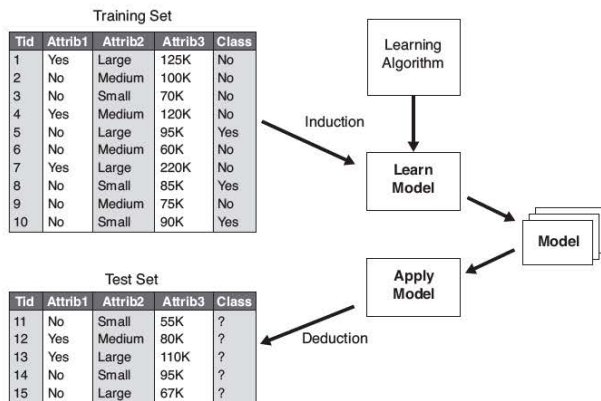 Training Set
Tid Attrib1 Attrib2 Attrib3 Class
1 Yes Large 125K No
2 No Medium 100K No
3 No Small 70K No
4 Yes Medium 120K No
5 No Large 95K Yes
6 No Medium 60K No
7 Yes Large 220K No
8 No Small 85K Yes
9 No Medium 75K No
10 No Small 90K Yes
Learning
Algorithm
Induction
Learn
Model
Model
Apply
Model
Deduction
Test Set
Tid Attrib1 Attrib2 Attrib3 Class
11 No Small 55K ?
12 Yes Medium 80K ?
13 Yes Large 110K ?
14 No Small 95K ?
15 No Large 67K ?